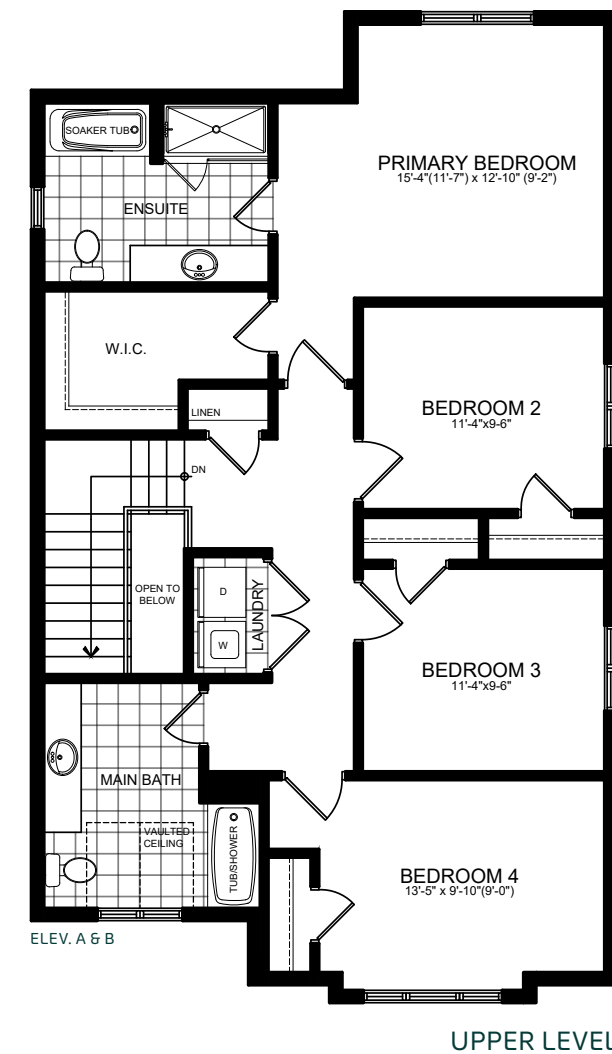 SOAKER TUB
PRIMARY BEDROOM
15'-4"(11'-7") x 12'-10" (9'-2")
ENSUITE
W.I.C.
LINEN
BEDROOM 2
11'-4"x9-6"
DN
OPEN TO
BELOW
D
W
LAUNDRY
BEDROOM 3
11'-4"x9-6"
MAIN BATH
VAULTED
CEILING
TUB/SHOWER
BEDROOM 4
13'-5" x 9'-10"(9'-0")
ELEV. A & B
UPPER LEVEL